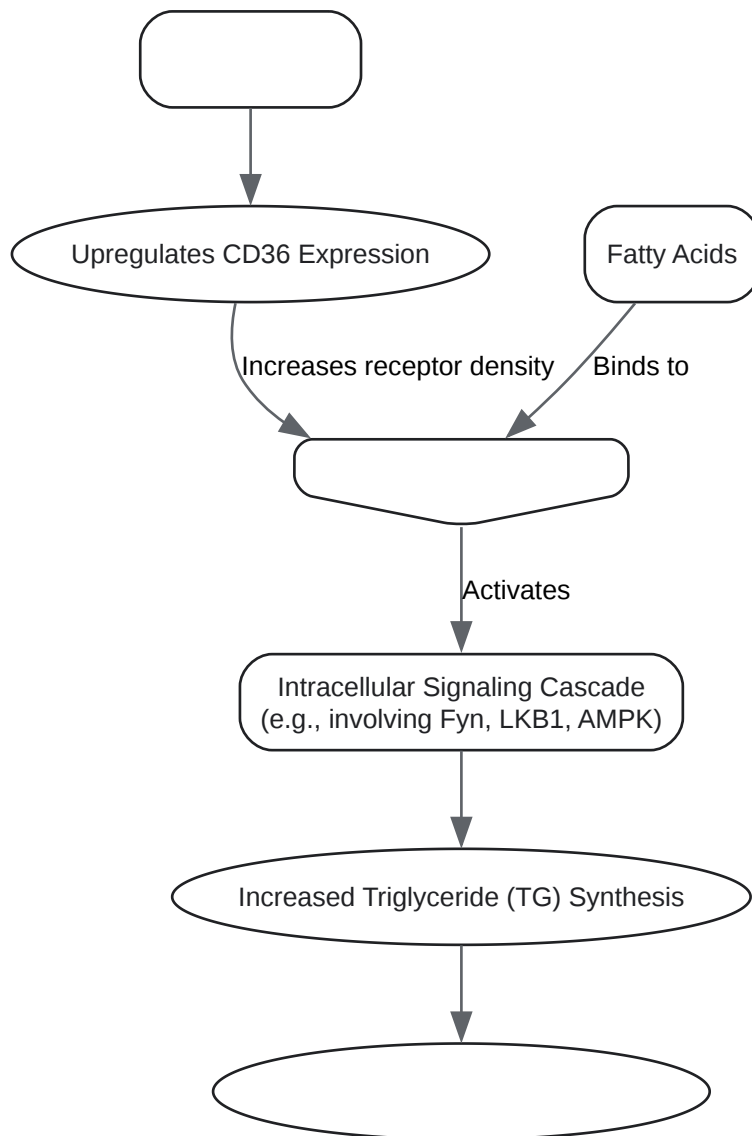 Upregulates CD36 Expression
Fatty Acids
Increases receptor density
Binds to
Activates
Intracellular Signaling Cascade
(e.g., involving Fyn, LKB1, AMPK)
Increased Triglyceride (TG) Synthesis